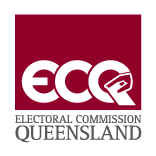 ECQ
ELECTORAL COMMISSION
QUEENSLAND